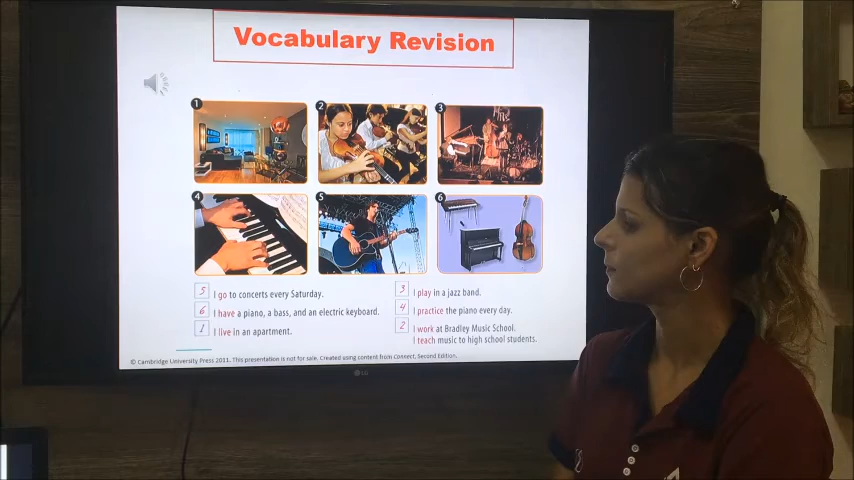 Vocabulary Revision
1
2
3
4
5
6
5 I go to concerts every Saturday.
6 I have a piano, a bass, and an electric keyboard.
1 I live in an apartment.
3 I play in a jazz band.
4 I practice the piano every day.
2 I work at Bradley Music School.
I teach music to high school students.
© Cambridge University Press 2011. This presentation is not for sale. Created using content from connect, Second Edition.
LG